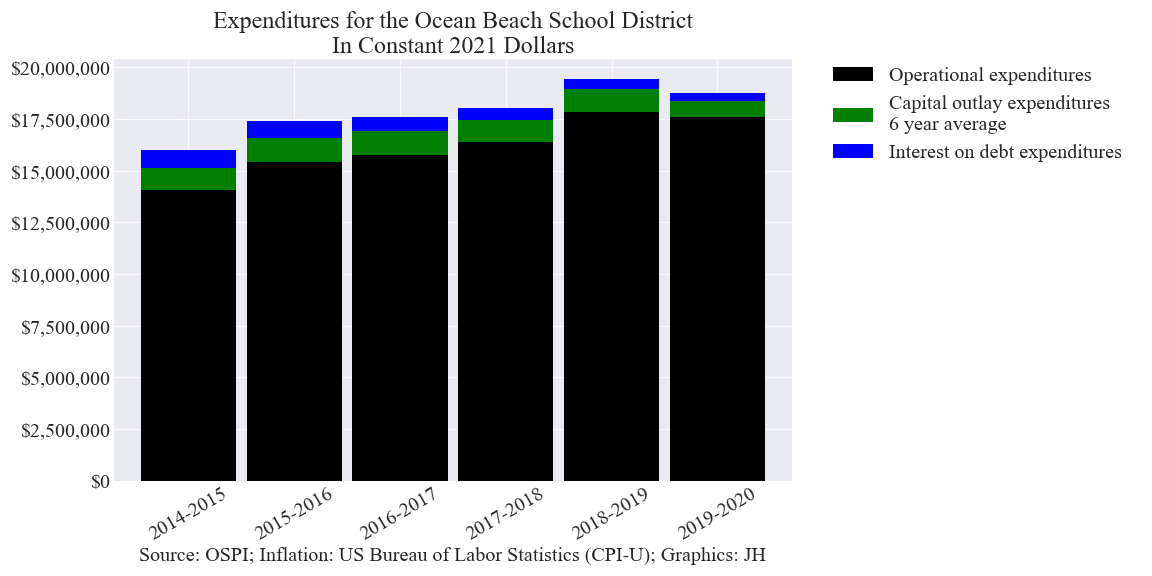 Expenditures for the Ocean Beach School District
In Constant 2021 Dollars
$20,000,000
$17,500,000
$15,000,000
$12,500,000
$10,000,000
$7,500,000
$5,000,000
$2,500,000
$0
Operational expenditures
Capital outlay expenditures
6 year average
Interest on debt expenditures
2014-2015
2015-2016
2016-2017
2017-2018
2018-2019
2019-2020
Source: OSPI; Inflation: US Bureau of Labor Statistics (CPI-U); Graphics: JH